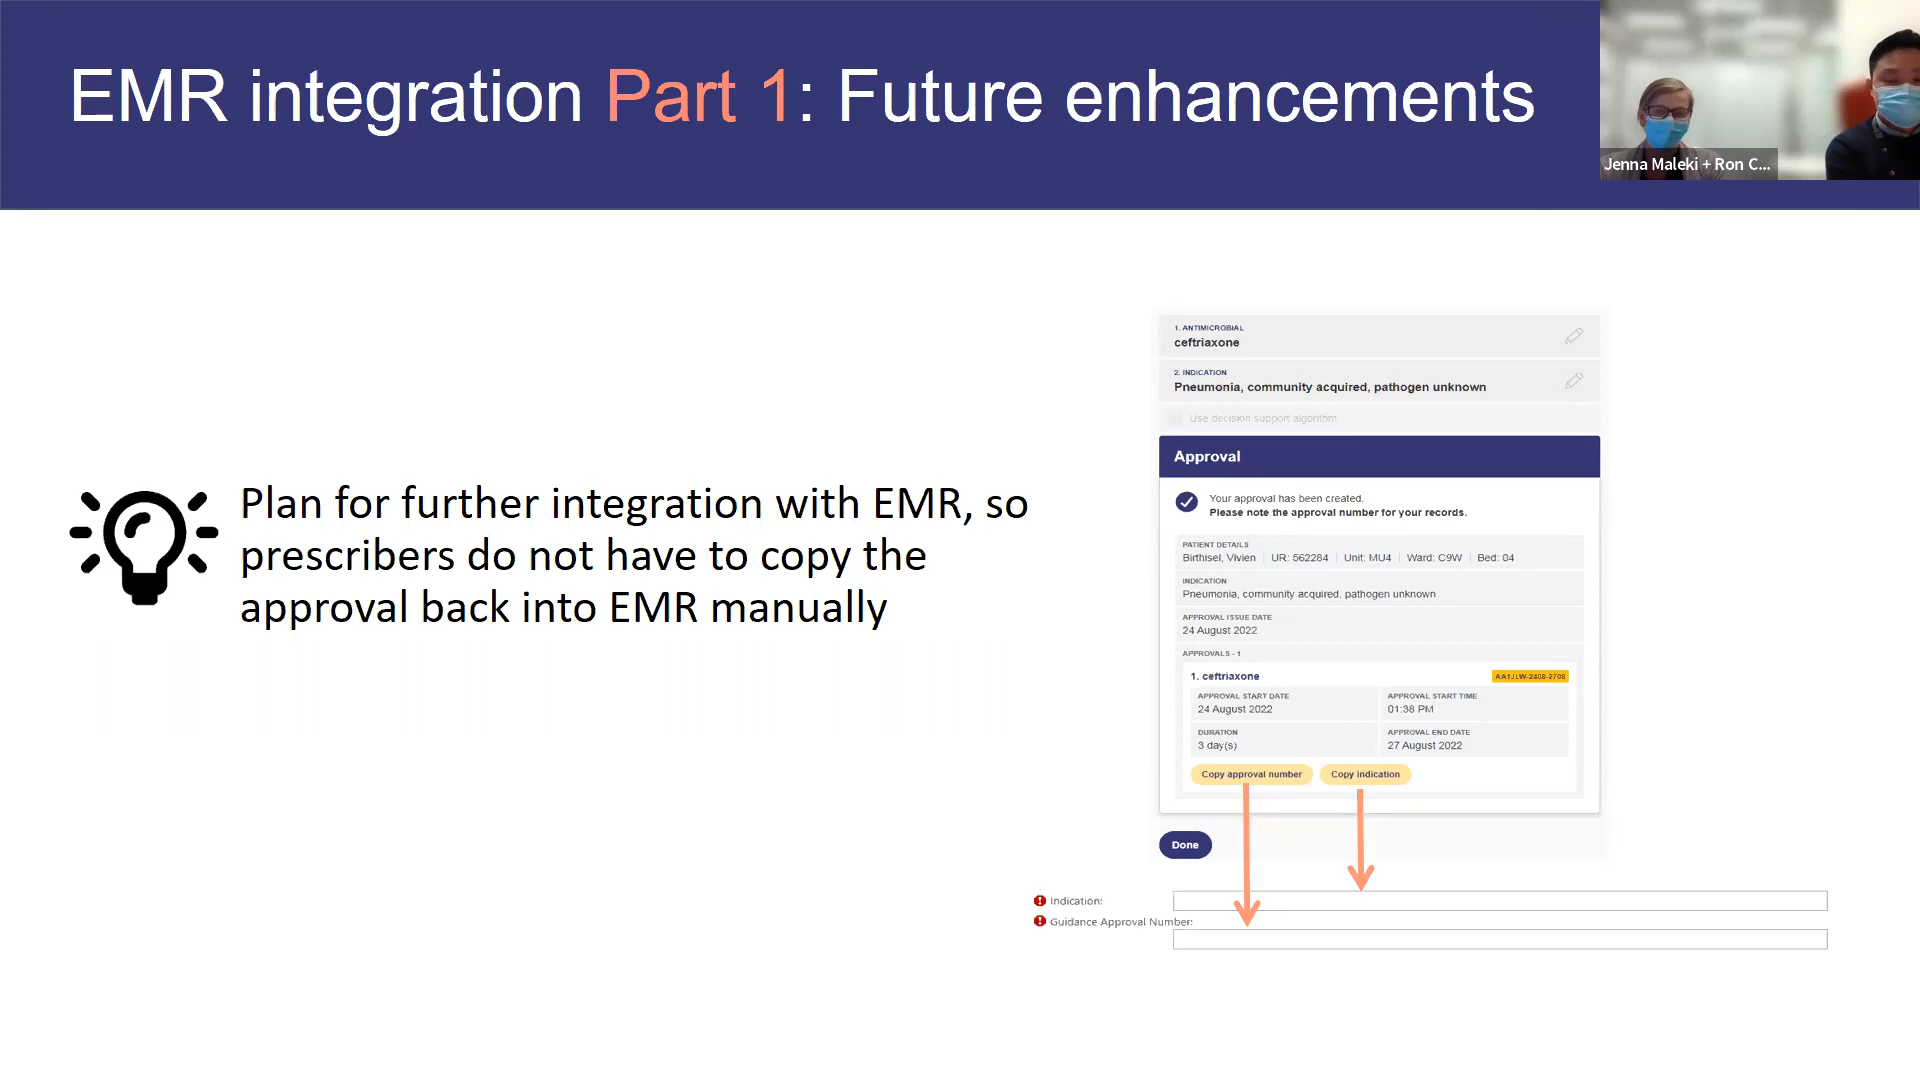 EMR integration Part 1: Future enhancements
Jenna Maleki + Ron C...
Plan for further integration with EMR, so
prescribers do not have to copy the
approval back into EMR manually
1. ANTIMICROBIAL
ceftriaxone
2. INDICATION
Pneumonia, community acquired, pathogen unknown
Use decision support algorithm
Approval
Your approval has been created.
Please note the approval number for your records.
PATIENT DETAILS
Birthisel, Vivien | UR: 562284 | Unit: MU4 | Ward: C9W | Bed: 04
INDICATION
Pneumonia, community acquired, pathogen unknown
APPROVAL ISSUE DATE
24 August 2022
APPROVALS - 1
1. ceftriaxone AA1JLW-2408-2708
APPROVAL START DATE APPROVAL START TIME
24 August 2022 01:38 PM
DURATION APPROVAL END DATE
3 day(s) 27 August 2022
Copy approval number Copy indication
Done
Indication:
Guidance Approval Number: